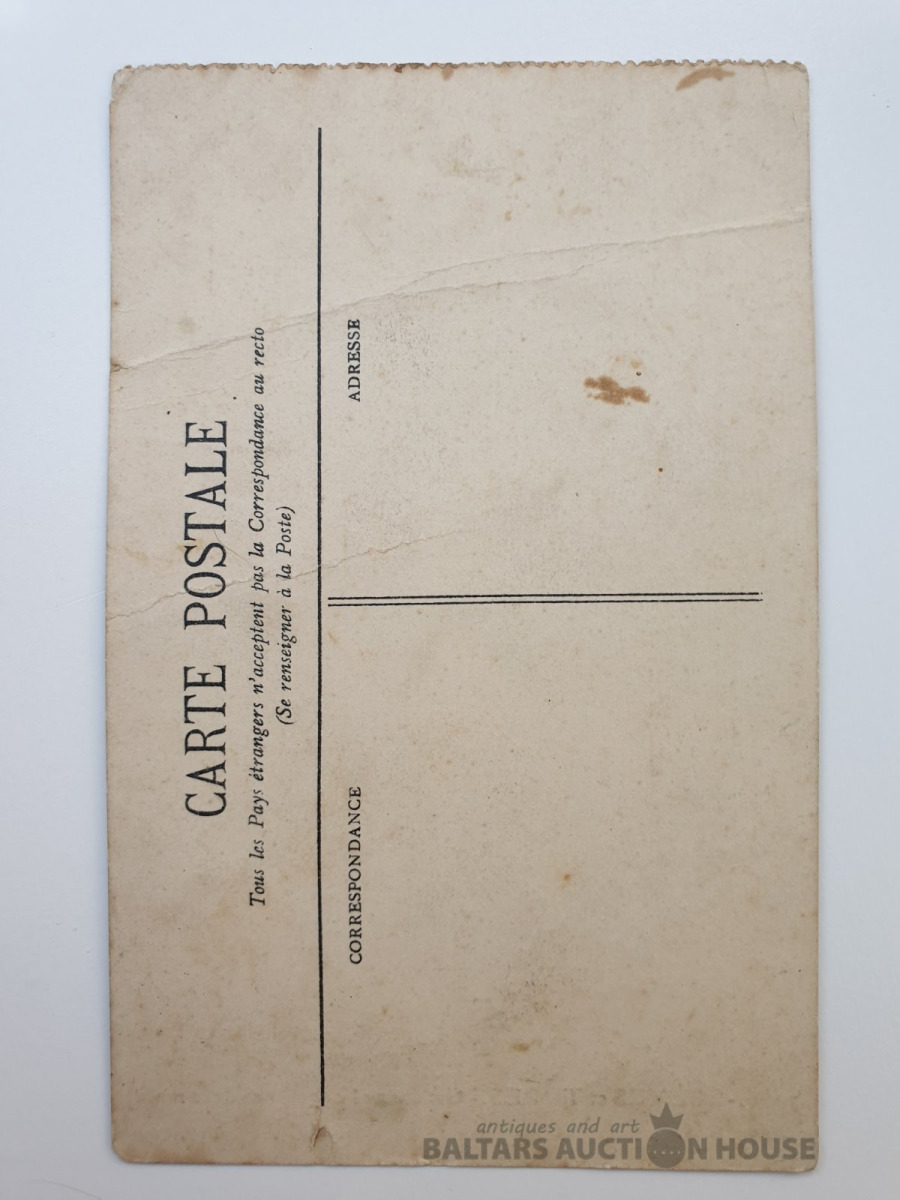 CARTE POSTALE
Tous les Pays étrangers n'acceptent pas la Correspondance au recto
(Se renseigner à la Poste)
CORRESPONDANCE
ADRESSE
antiques and art
BALTARS AUCTION HOUSE